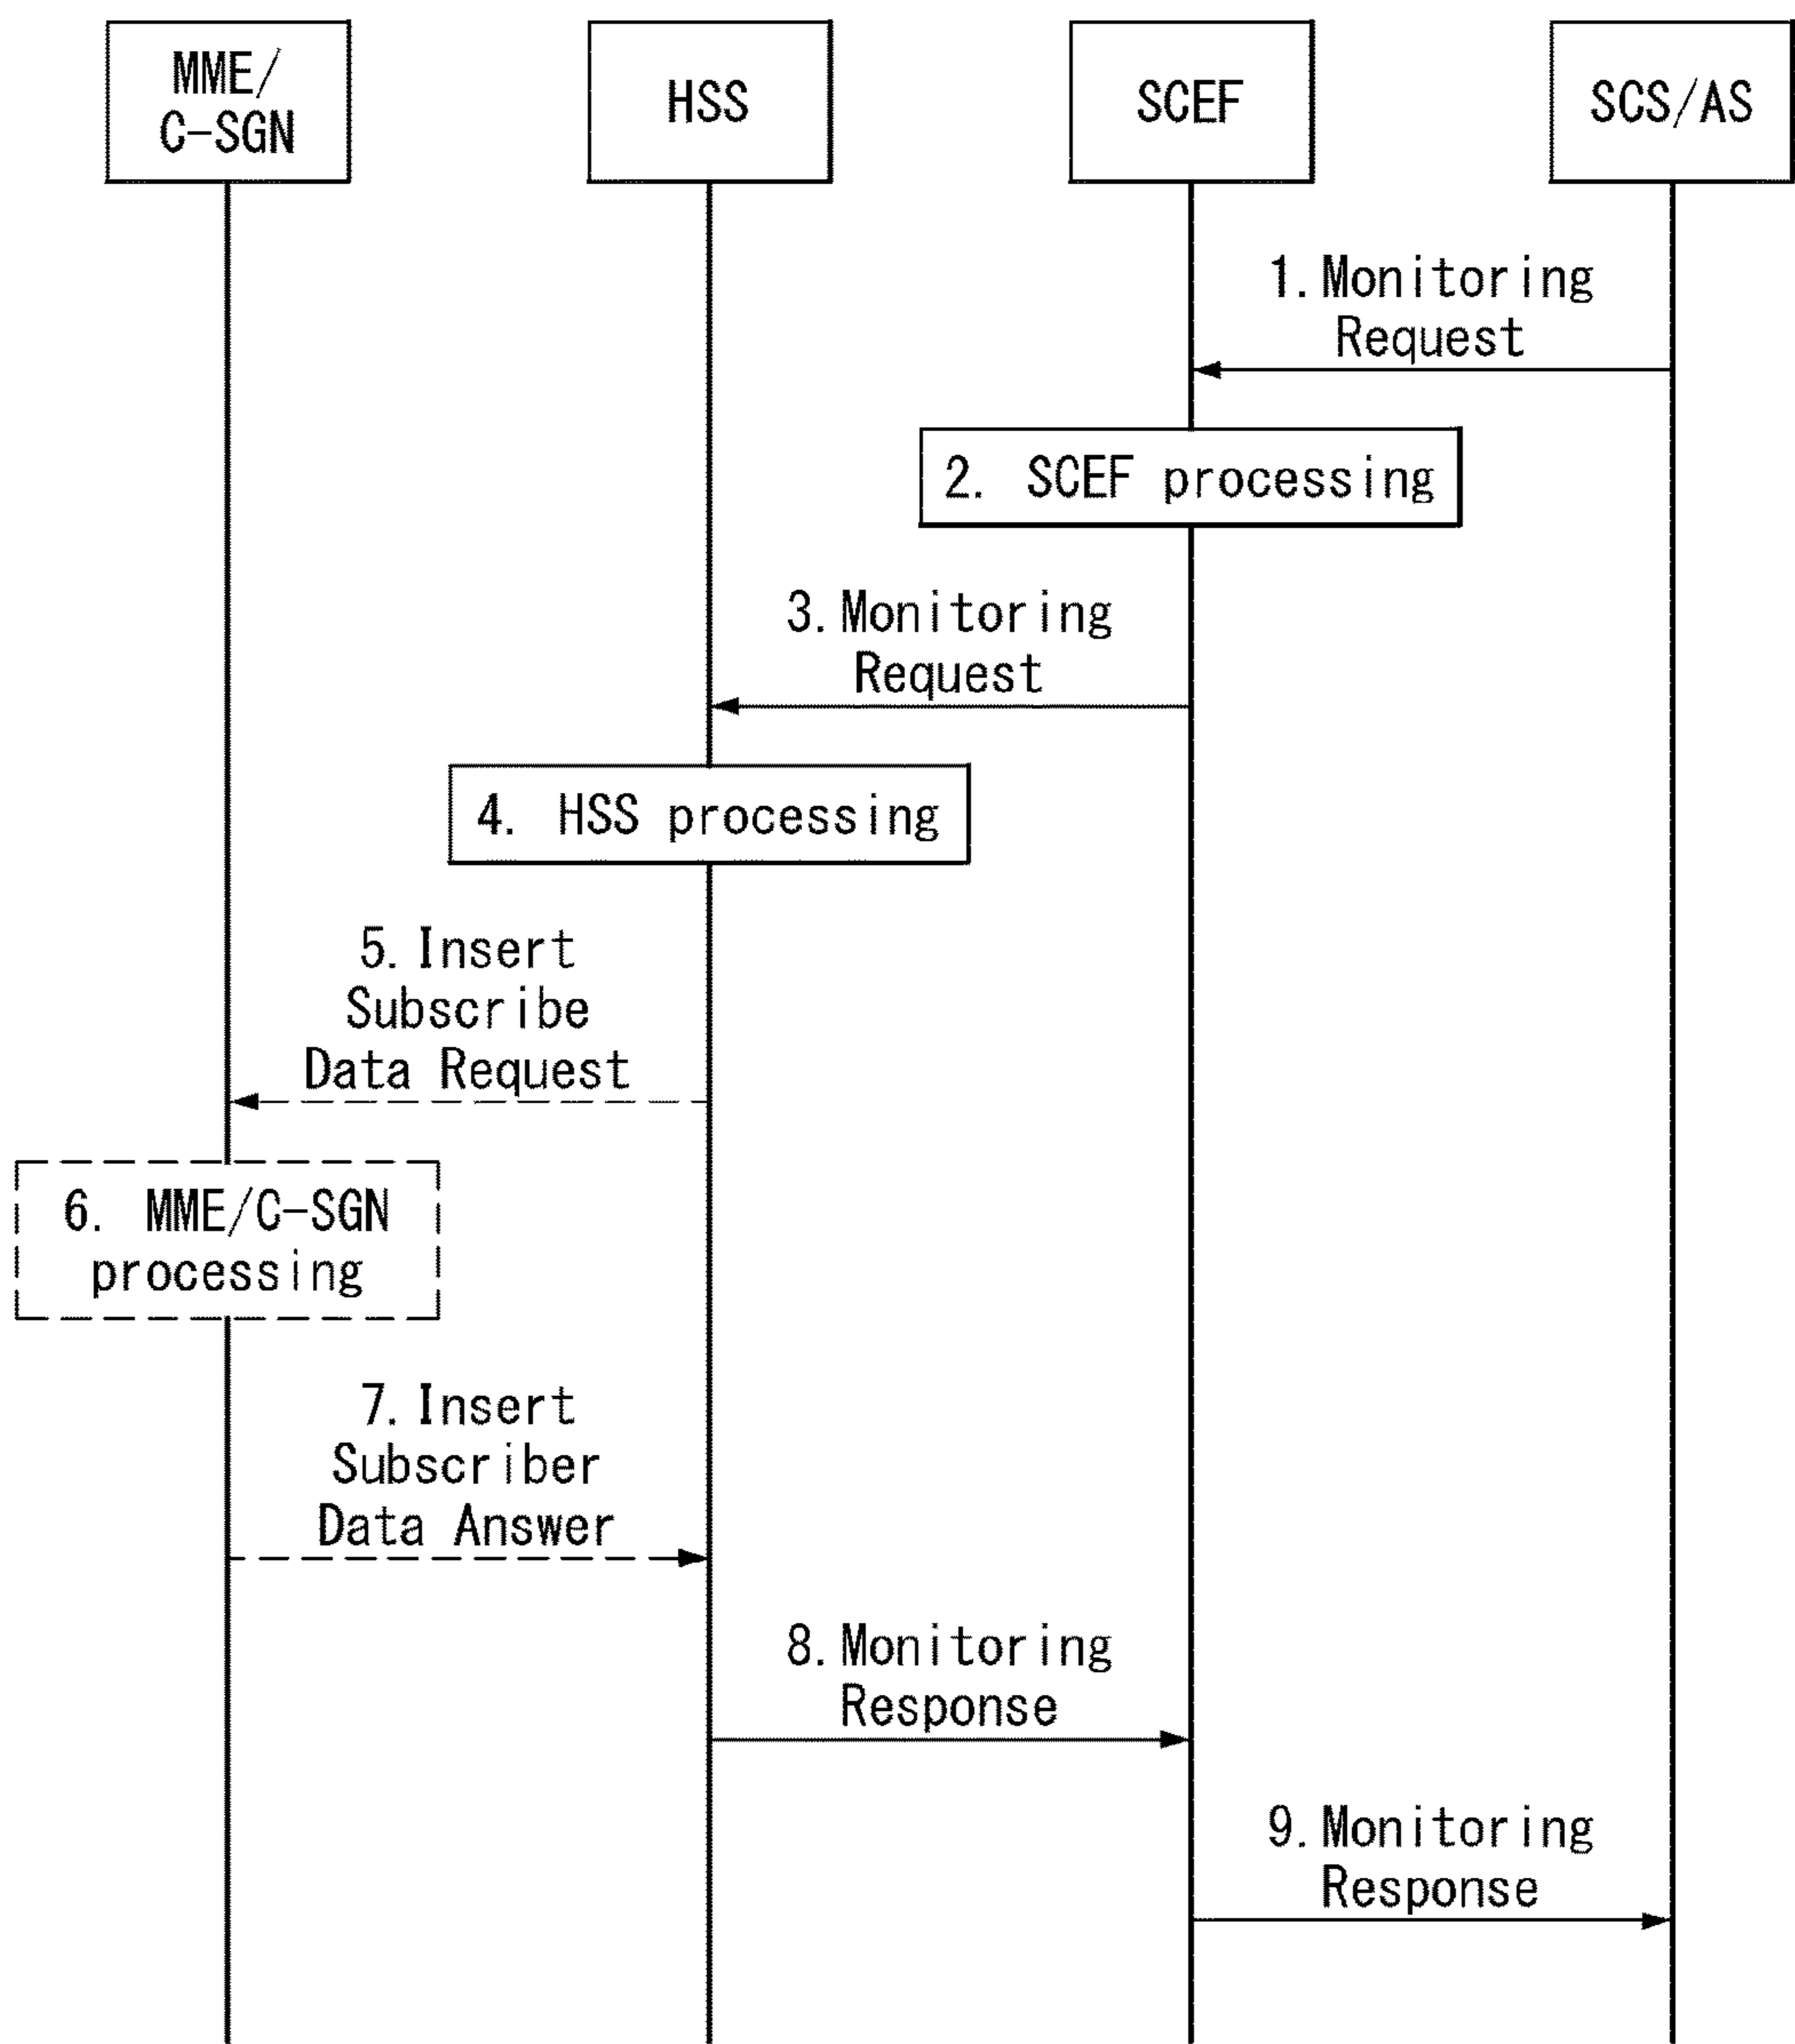 MME/
C-SGN
HSS
SCEF
SCS/AS
1. Monitoring
Request
2. SCEF processing
3. Monitoring
Request
4. HSS processing
5. Insert
Subscribe
Data Request
6. MME/C-SGN
processing
7. Insert
Subscriber
Data Answer
8. Monitoring
Response
9. Monitoring
Response